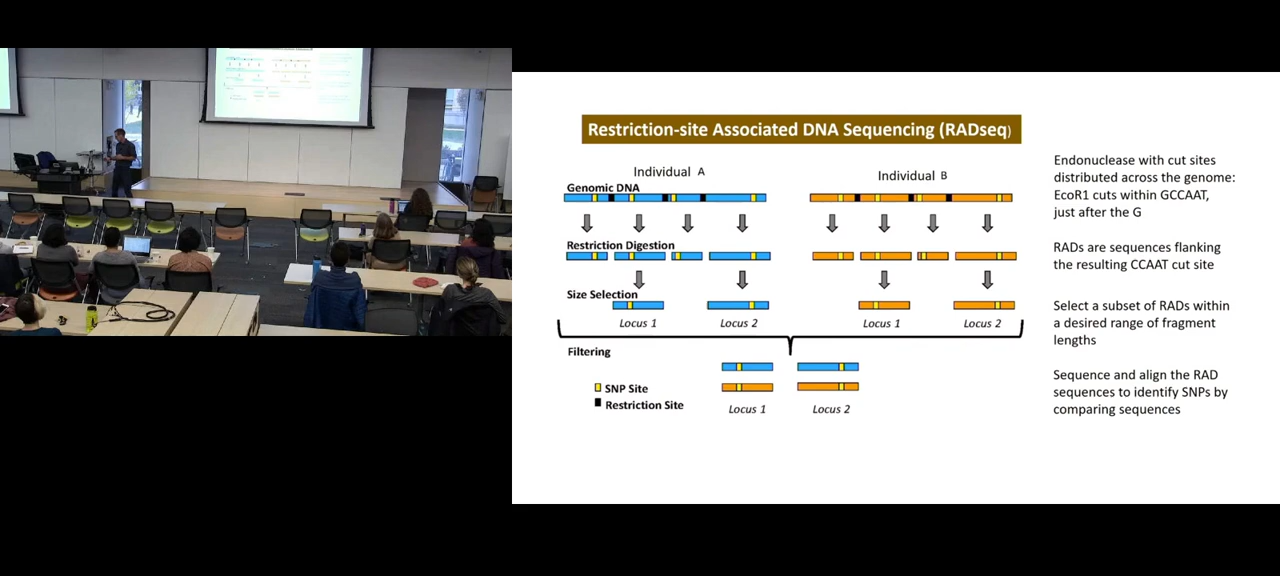 Restriction-site Associated DNA Sequencing (RADseq)
Individual A
Individual B
Genomic DNA
Restriction Digestion
Size Selection
Locus 1
Locus 2
Locus 1
Locus 2
Filtering
SNP Site
Restriction Site
Locus 1
Locus 2
Endonuclease with cut sites
distributed across the genome:
EcoR1 cuts within GCCAAT,
just after the G
RADs are sequences flanking
the resulting CCAAT cut site
Select a subset of RADs within
a desired range of fragment
lengths
Sequence and align the RAD
sequences to identify SNPs by
comparing sequences